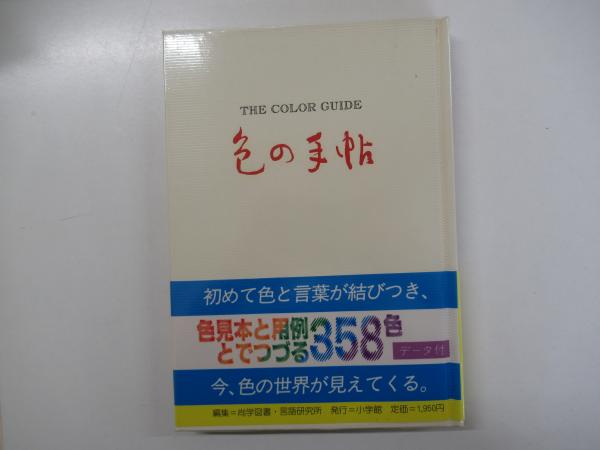 THE COLOR GUIDE
色の手帖
初めて色と言葉が結びつき、
色見本と用例
とでつづる358色
データ付
今、色の世界が見えてくる。
編集=尚学図書・言語研究所 発行=小学館 定価=1,950円